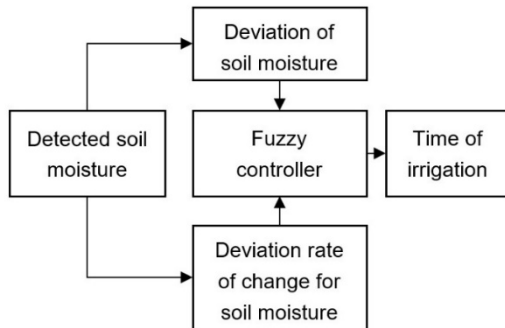 Deviation of
soil moisture
Detected soil
moisture
Fuzzy
controller
Time of
irrigation
Deviation rate
of change for
soil moisture